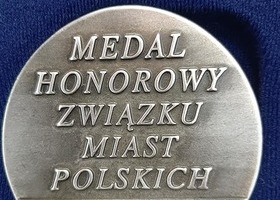 MEDAL
HONOROWY
ZWIĄZKU
MIAST
POLSKICH